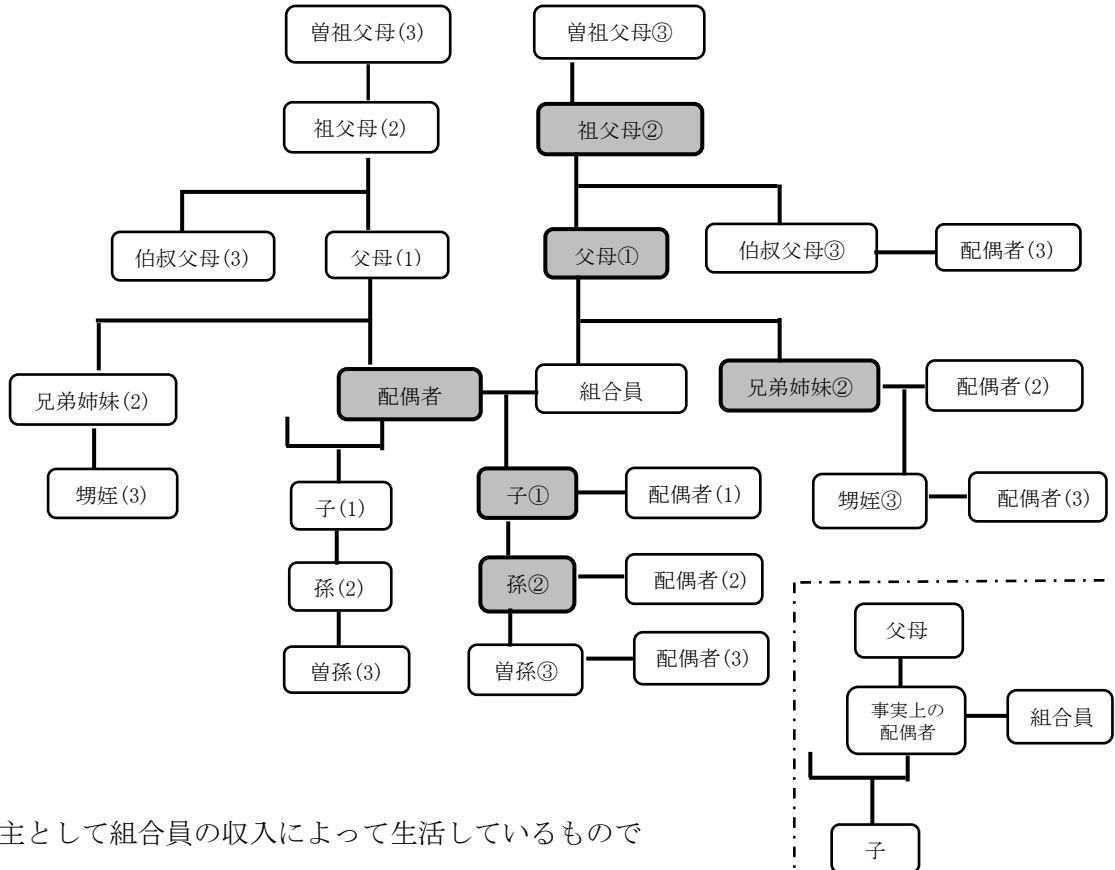 曽祖父母(3)
曽祖父母③
祖父母(2)
祖父母②
伯叔父母(3)
父母(1)
父母①
伯叔父母③
配偶者(3)
兄弟姉妹(2)
配偶者
組合員
兄弟姉妹②
配偶者(2)
甥姪(3)
子(1)
子①
配偶者(1)
甥姪③
配偶者(3)
孫(2)
孫②
配偶者(2)
曽孫(3)
曽孫③
配偶者(3)
父母
事実上の
配偶者
組合員
子
主として組合員の収入によって生活しているもので